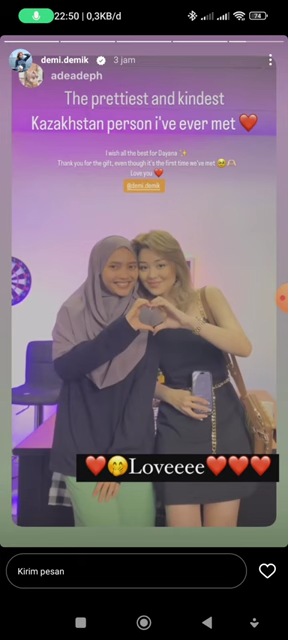 22:50 | 0,3KB/d
74
demi.demik 3 jam
adeadeph
The prettiest and kindest
Kazakhstan person i've ever met ❤️
I wish all the best for Dayana ✨
Thank you for the gift, even though it's the first time we've met 🥹🫶
Love you ❤️
@demi.demik
❤️🤭Loveeee❤️❤️❤️
Kirim pesan